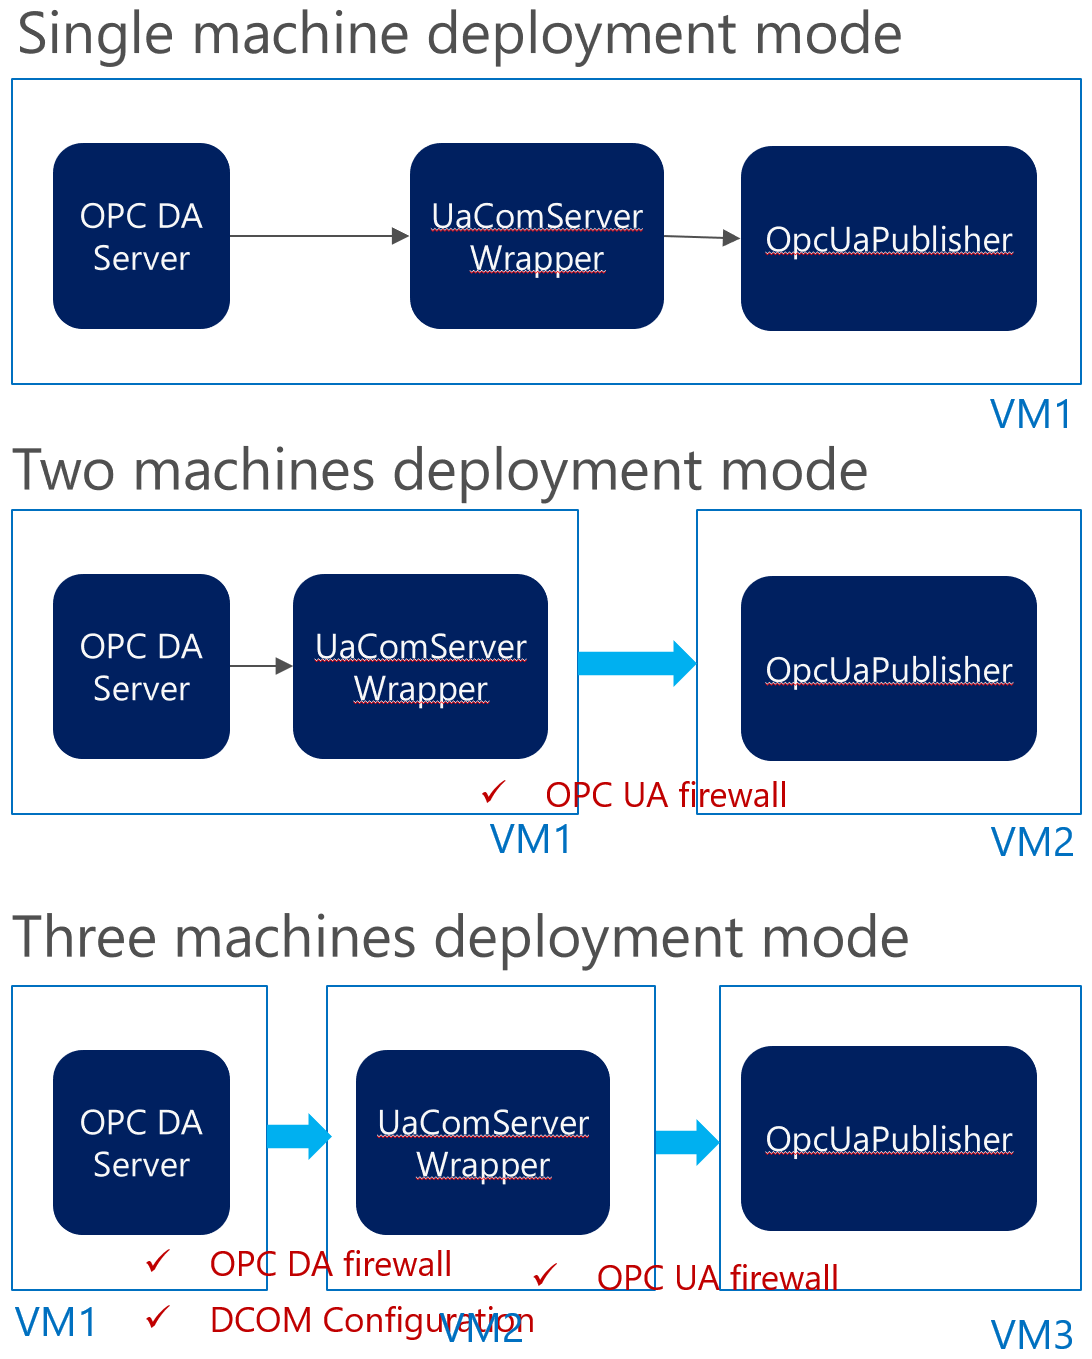 Single machine deployment mode
OPC DA
Server
UaComServer
Wrapper
OpcUaPublisher
VM1
Two machines deployment mode
OPC DA
Server
UaComServer
Wrapper
OpcUaPublisher
✓ OPC UA firewall
VM1
VM2
Three machines deployment mode
OPC DA
Server
UaComServer
Wrapper
OpcUaPublisher
✓ OPC DA firewall
✓ OPC UA firewall
✓ DCOM Configuration
VM1
VM2
VM3